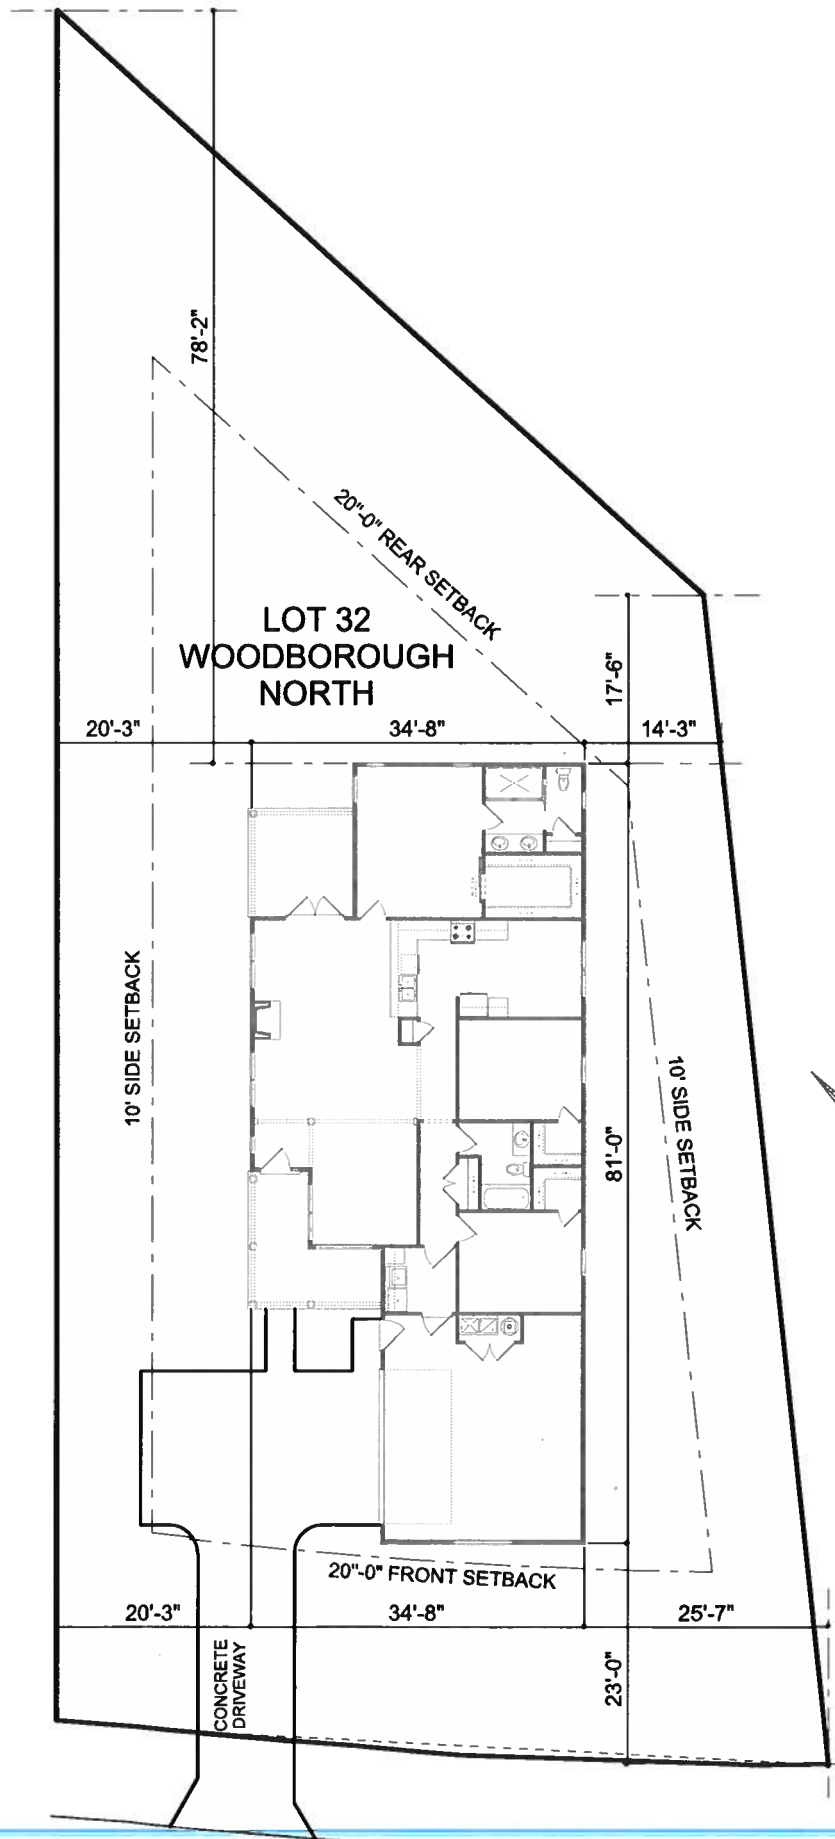 78'-2"
20"-0" REAR SETBACK
LOT 32
WOODBOROUGH
NORTH
17'-6"
20'-3"
34'-8"
14'-3"
10' SIDE SETBACK
10' SIDE SETBACK
81'-0"
20"-0" FRONT SETBACK
20'-3"
34'-8"
25'-7"
CONCRETE
DRIVEWAY
23'-0"